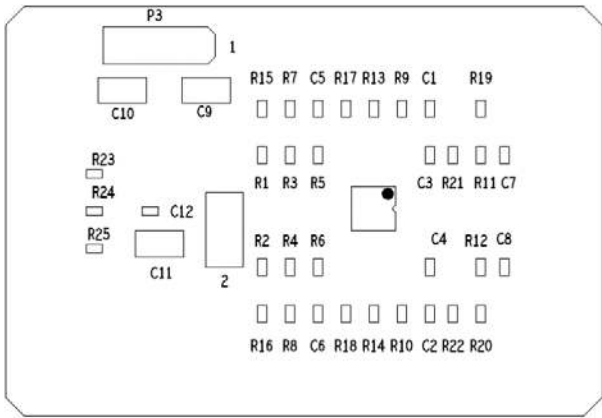 P3
1
C10 C9
R15 R7 C5 R17 R13 R9 C1 R19
R23
R1 R3 R5 C3 R21 R11 C7
R24
C12
R25
R2 R4 R6 C4 R12 C8
C11
2
R16 R8 C6 R18 R14 R10 C2 R22 R20